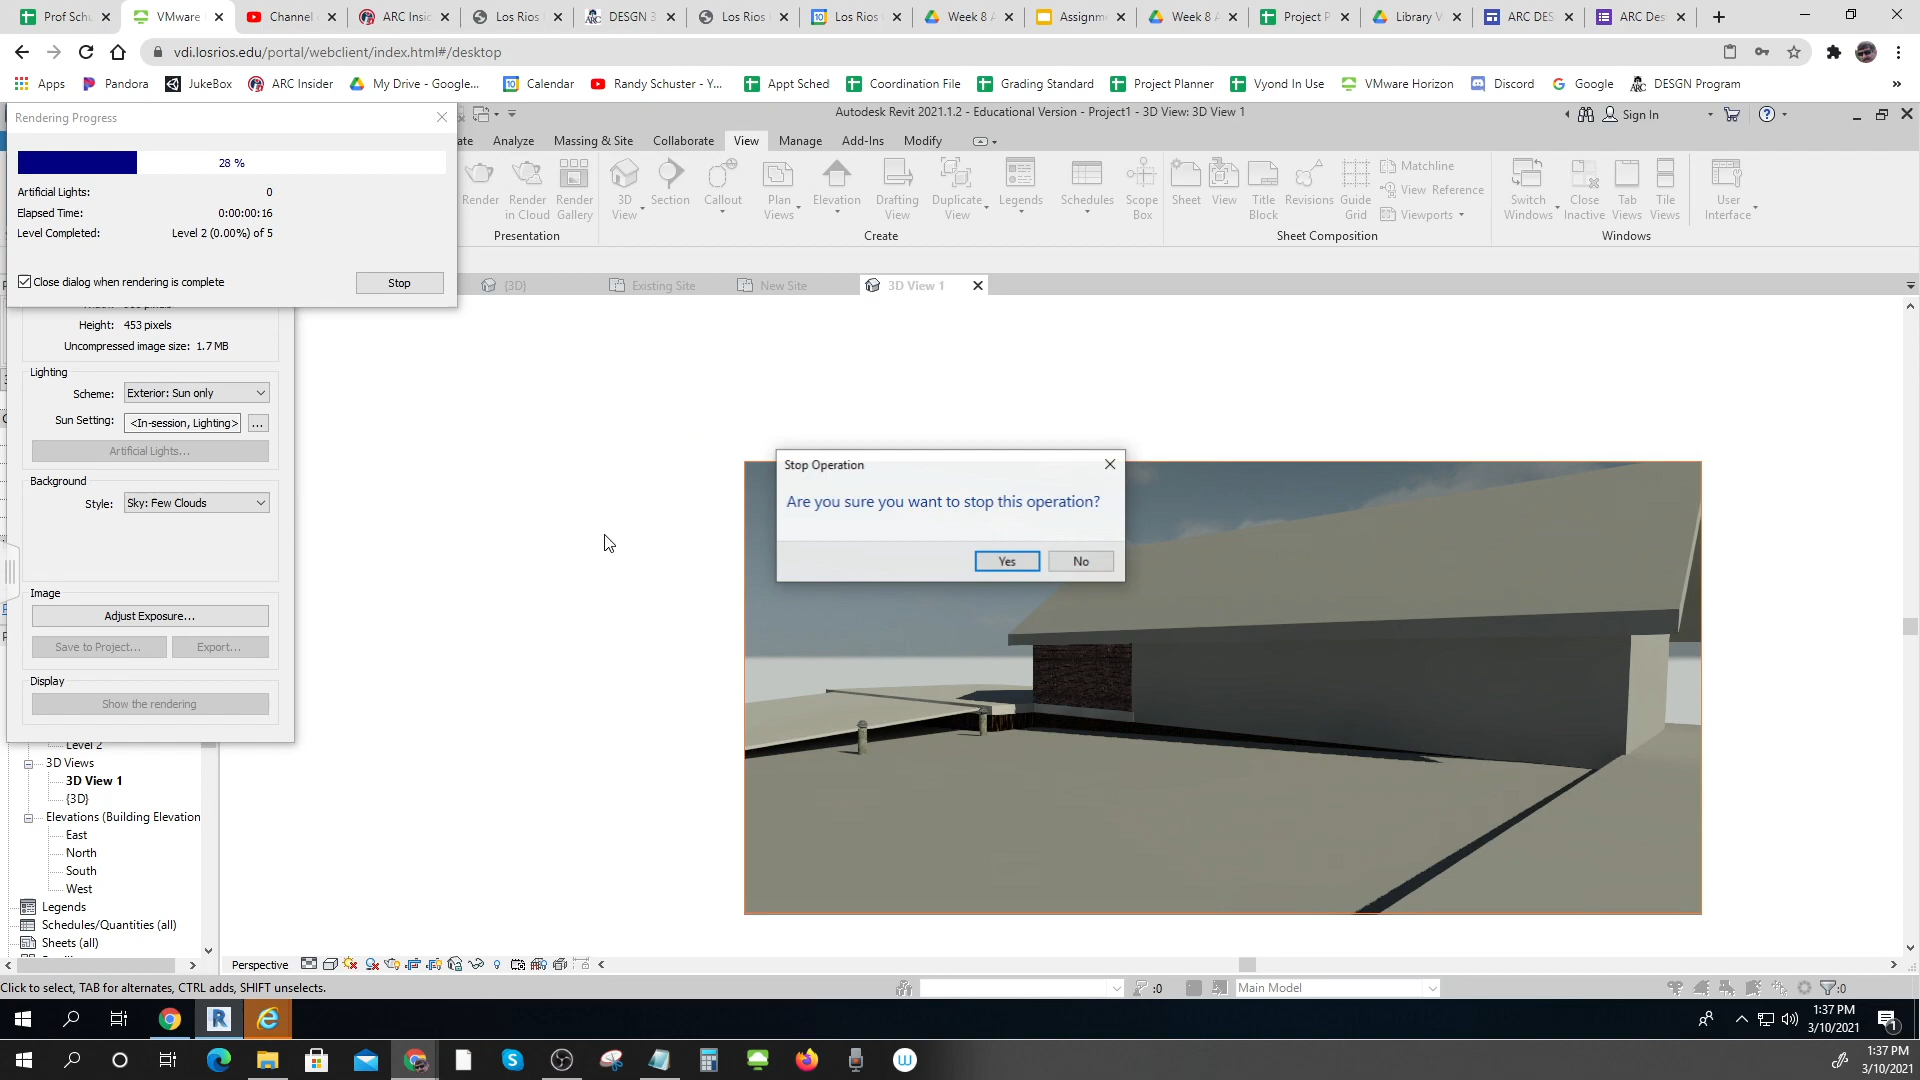 Prof Schu
VMware
Channel c
ARC Insid
Los Rios
DESGN 3
Los Rios
Los Rios
Week 8 A
Assignme
Week 8 A
Project P
Library V
ARC DES
ARC Des
vdi.losrios.edu/portal/webclient/index.html#/desktop
Apps
Pandora
JukeBox
ARC Insider
My Drive - Google...
Calendar
Randy Schuster - Y...
Appt Sched
Coordination File
Grading Standard
Project Planner
Vyond In Use
VMware Horizon
Discord
Google
DESGN Program
»
Rendering Progress
Autodesk Revit 2021.1.2 - Educational Version - Project1 - 3D View: 3D View 1
Sign In
ate
Analyze
Massing & Site
Collaborate
View
Manage
Add-Ins
Modify
28 %
Artificial Lights: 0
Elapsed Time: 0:00:00:16
Level Completed: Level 2 (0.00%) of 5
Close dialog when rendering is complete
Stop
Render
Render in Cloud
Render Gallery
3D View
Section
Callout
Plan Views
Elevation
Drafting View
Duplicate View
Legends
Schedules
Scope Box
Sheet
View
Title Block
Revisions
Guide Grid
Matchline
View Reference
Viewports
Switch Windows
Close Inactive
Tab Views
Tile Views
User Interface
Presentation
Create
Sheet Composition
Windows
{3D}
Existing Site
New Site
3D View 1
Height: 453 pixels
Uncompressed image size: 1.7 MB
Lighting
Scheme: Exterior: Sun only
Sun Setting: <In-session, Lighting> ...
Artificial Lights...
Background
Style: Sky: Few Clouds
Image
Adjust Exposure...
Save to Project...
Export...
Display
Show the rendering
Stop Operation
Are you sure you want to stop this operation?
Yes
No
Level 2
3D Views
3D View 1
{3D}
Elevations (Building Elevation
East
North
South
West
Legends
Schedules/Quantities (all)
Sheets (all)
Perspective
Click to select, TAB for alternates, CTRL adds, SHIFT unselects.
:0
Main Model
:0
1:37 PM
3/10/2021
1
1:37 PM
3/10/2021